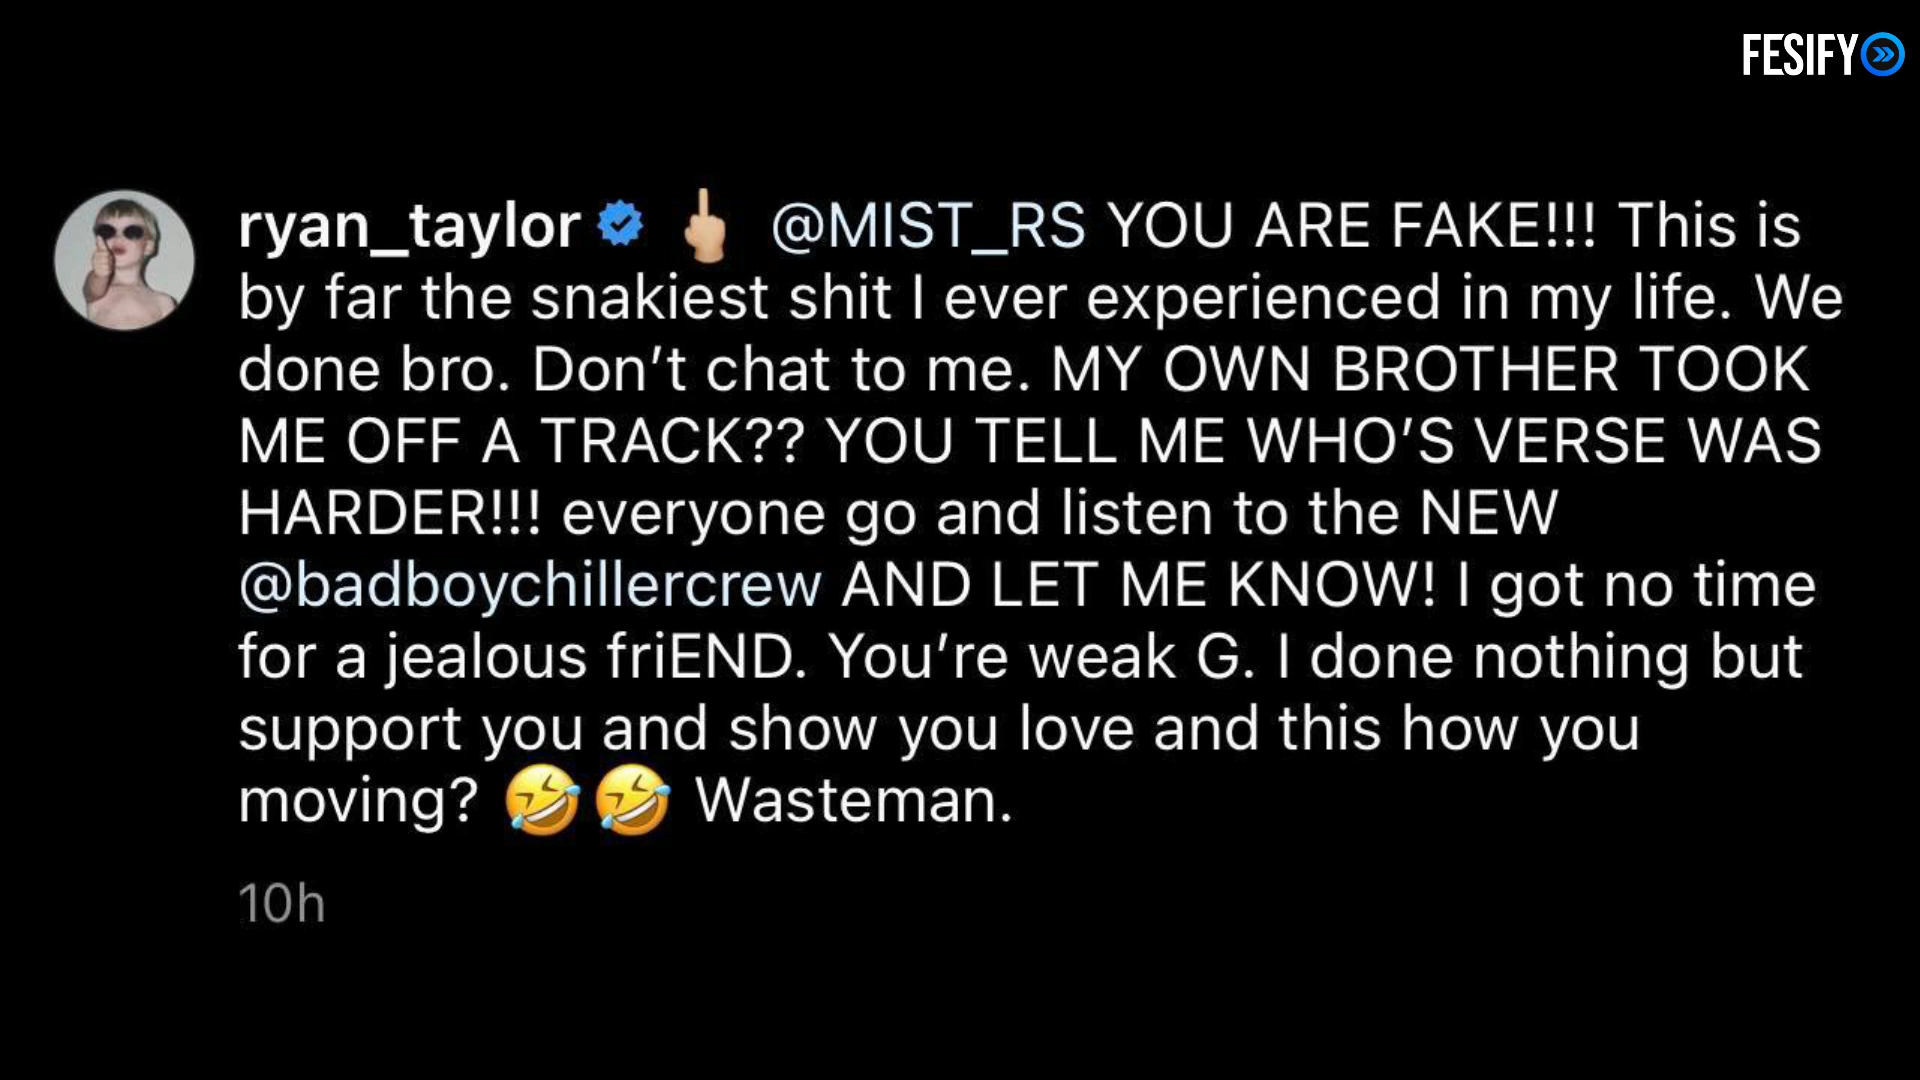 FESIFY
ryan_taylor 🖕🏼 @MIST_RS YOU ARE FAKE!!! This is
by far the snakiest shit I ever experienced in my life. We
done bro. Don’t chat to me. MY OWN BROTHER TOOK
ME OFF A TRACK?? YOU TELL ME WHO’S VERSE WAS
HARDER!!! everyone go and listen to the NEW
@badboychillercrew AND LET ME KNOW! I got no time
for a jealous friEND. You’re weak G. I done nothing but
support you and show you love and this how you
moving? 🤣🤣 Wasteman.
10h